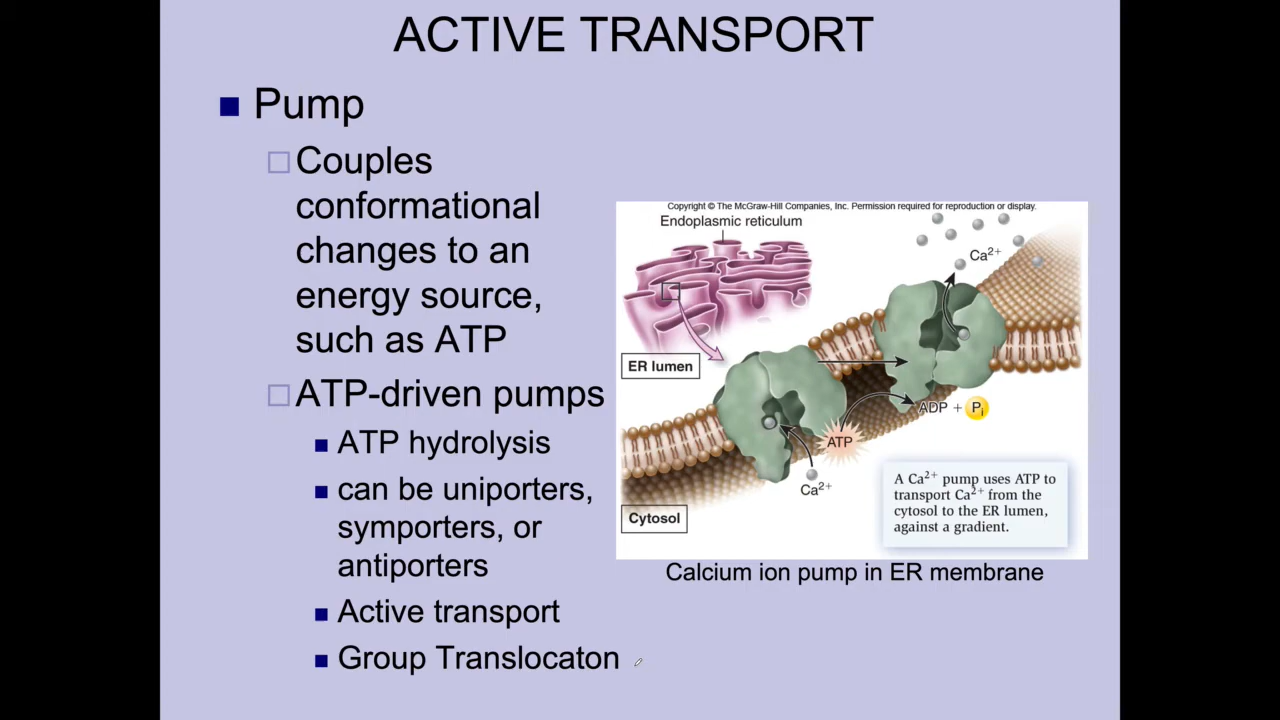 ACTIVE TRANSPORT
Pump
Couples
conformational
changes to an
energy source,
such as ATP
ATP-driven pumps
ATP hydrolysis
can be uniporters,
symporters, or
antiporters
Active transport
Group Translocaton
Copyright © The McGraw-Hill Companies, Inc. Permission required for reproduction or display.
Endoplasmic reticulum
Ca2+
ER lumen
ADP + Pi
ATP
Ca2+
Cytosol
A Ca2+ pump uses ATP to
transport Ca2+ from the
cytosol to the ER lumen,
against a gradient.
Calcium ion pump in ER membrane